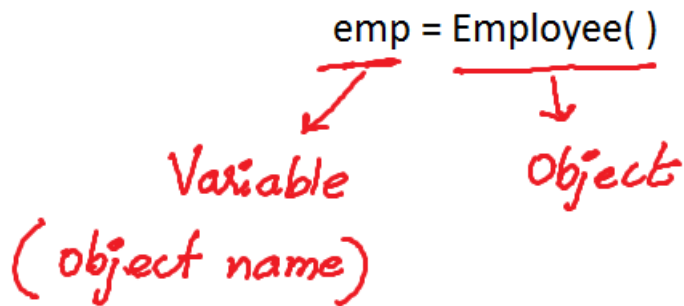 emp = Employee( )
Variable Object
( object name)